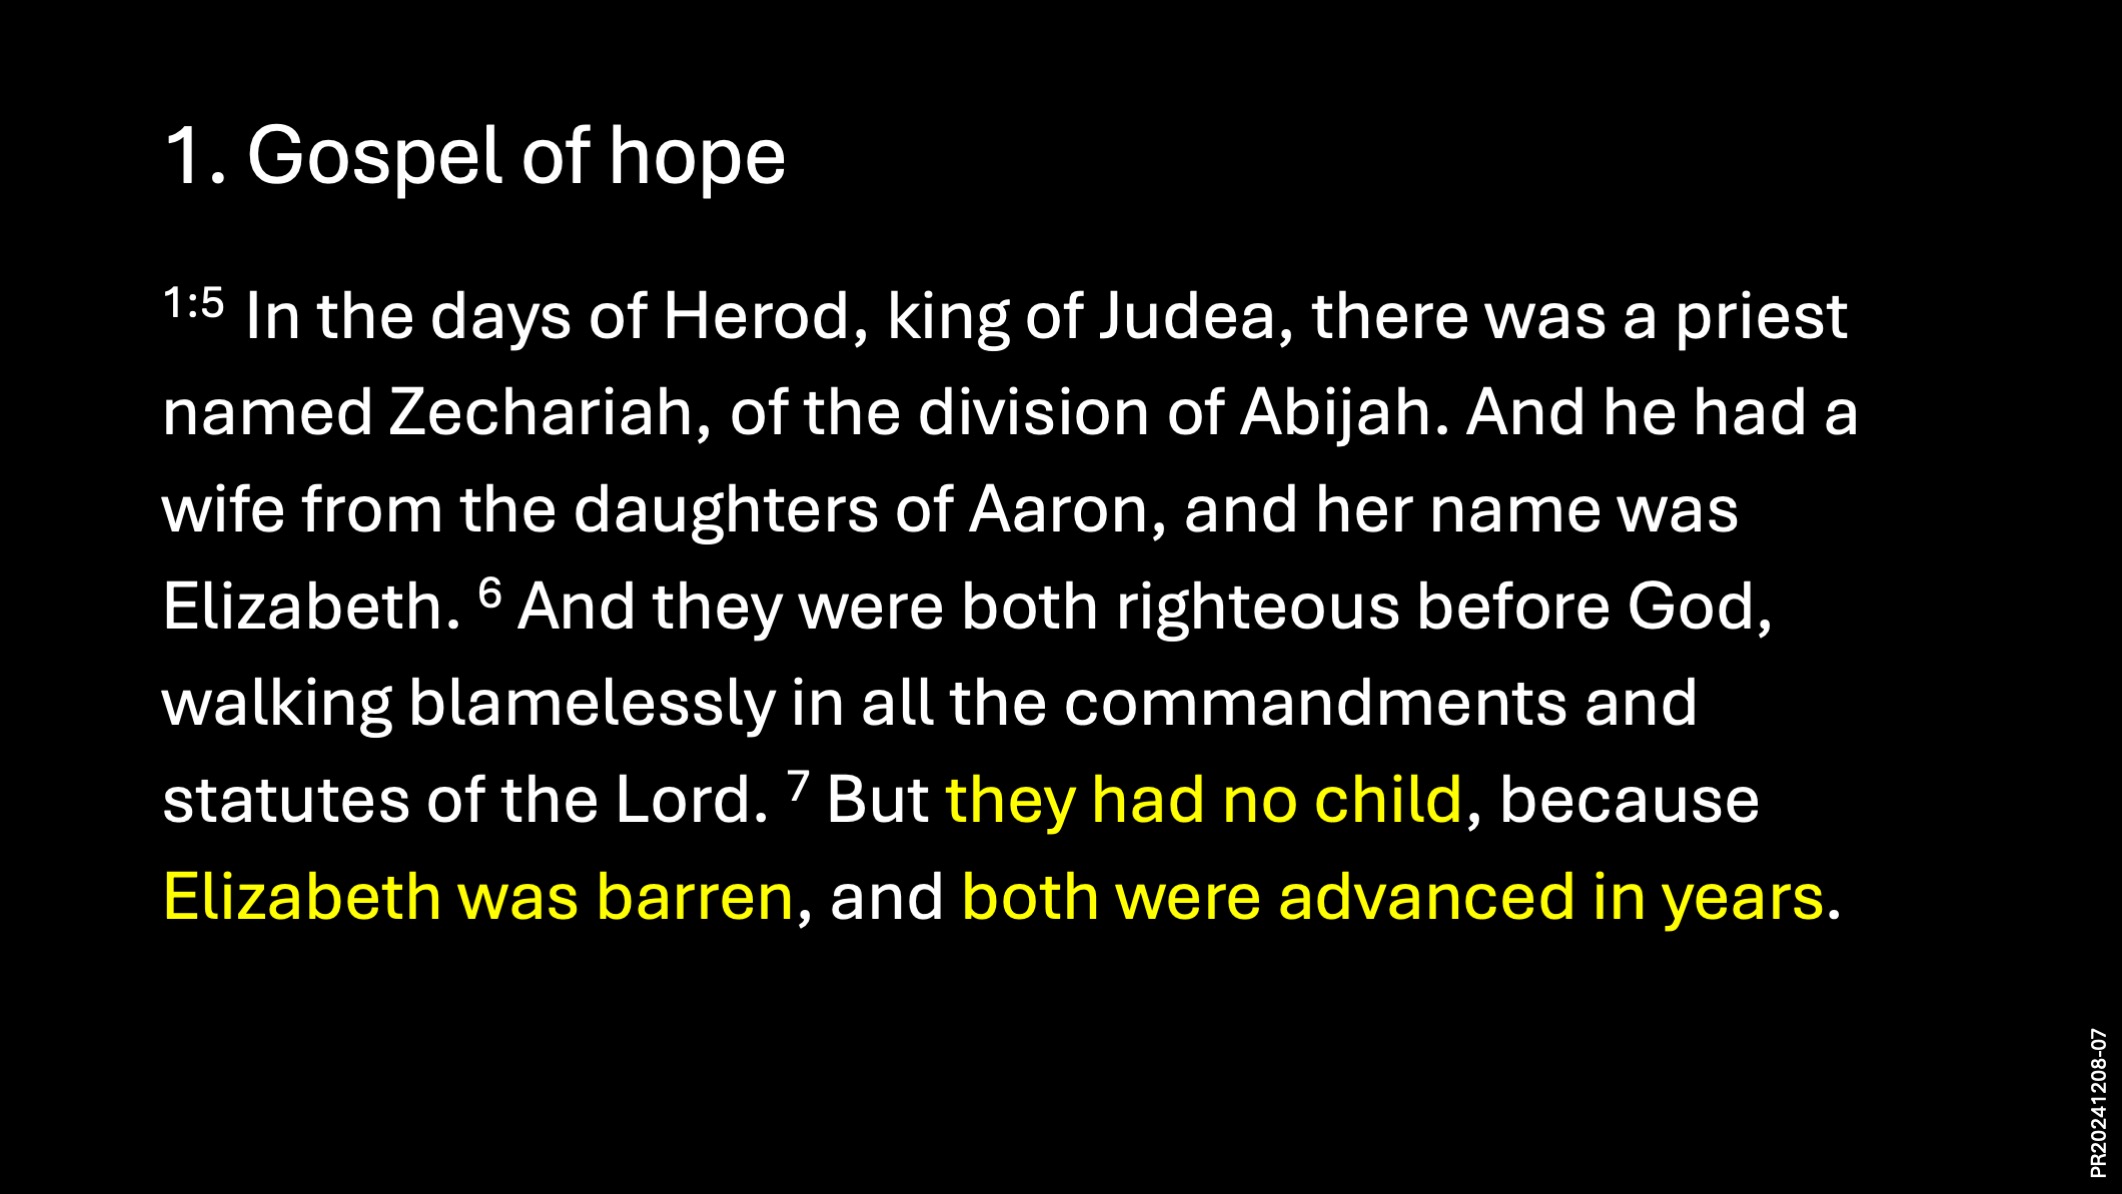 1. Gospel of hope
1:5 In the days of Herod, king of Judea, there was a priest
named Zechariah, of the division of Abijah. And he had a
wife from the daughters of Aaron, and her name was
Elizabeth. 6 And they were both righteous before God,
walking blamelessly in all the commandments and
statutes of the Lord. 7 But they had no child, because
Elizabeth was barren, and both were advanced in years.
PR20241208-07